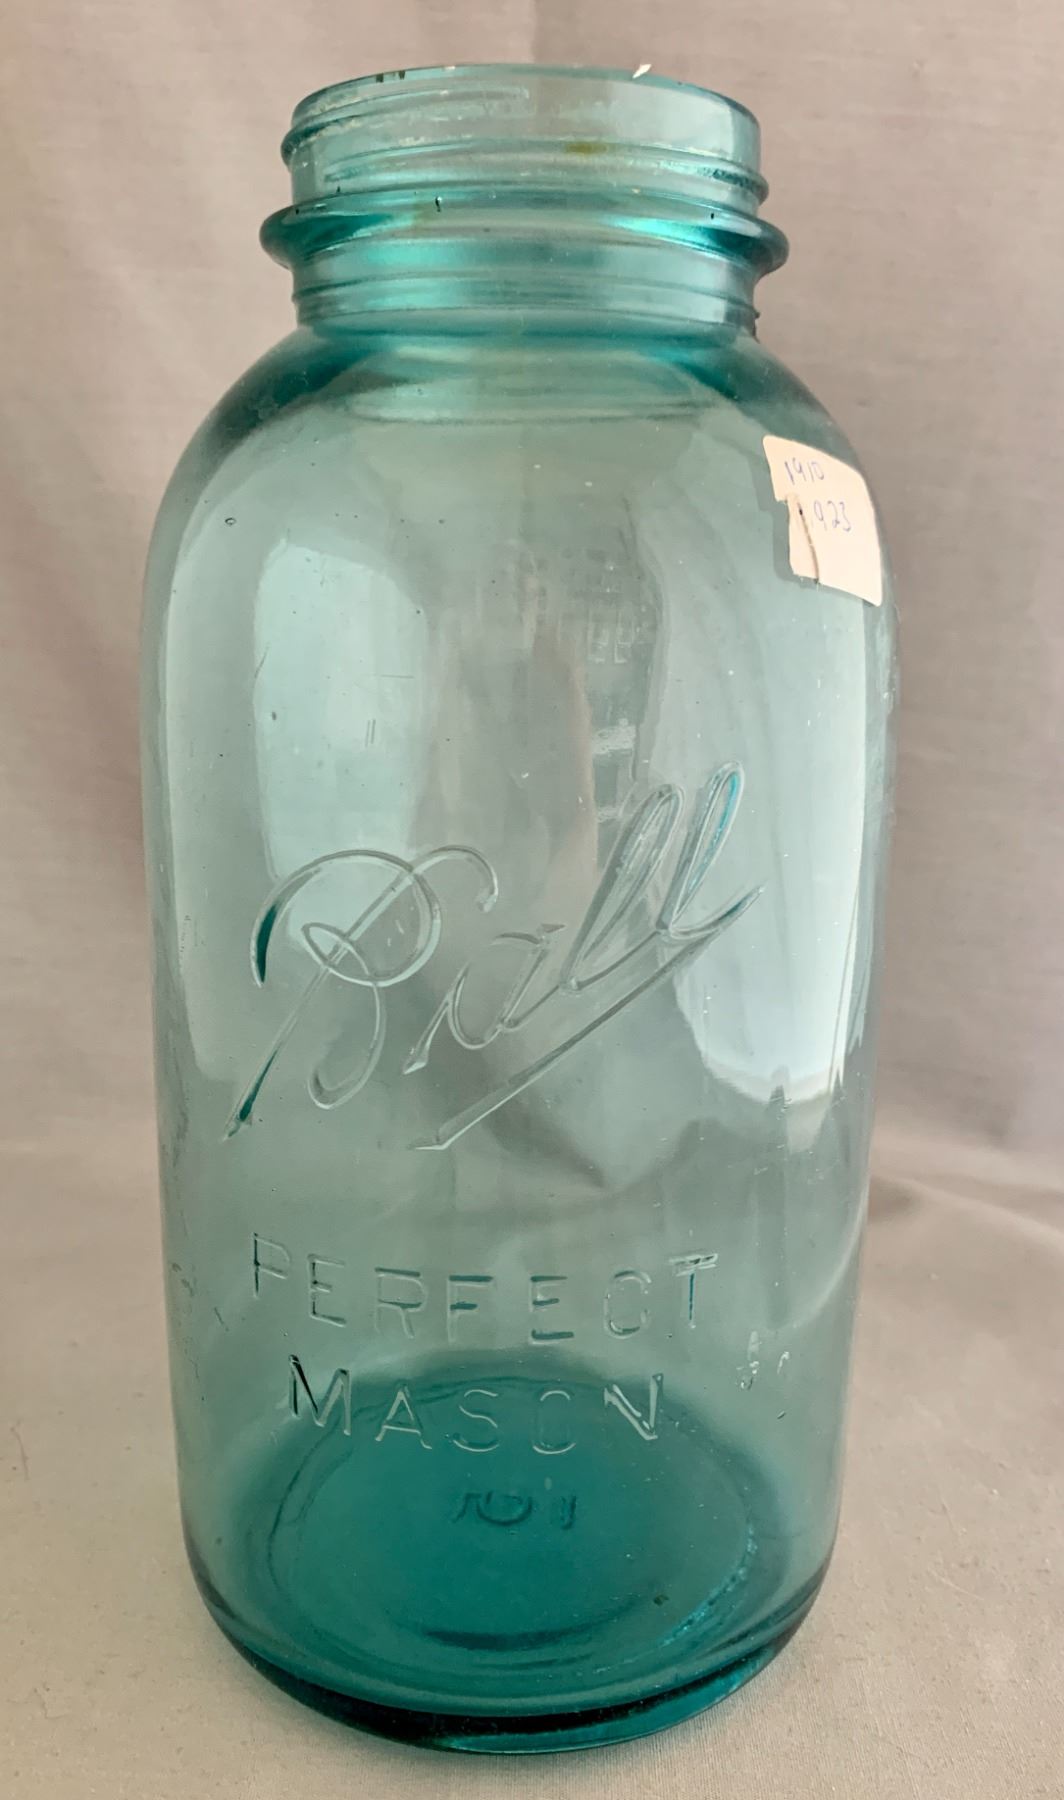 1910
1923
Ball
PERFECT
MASON